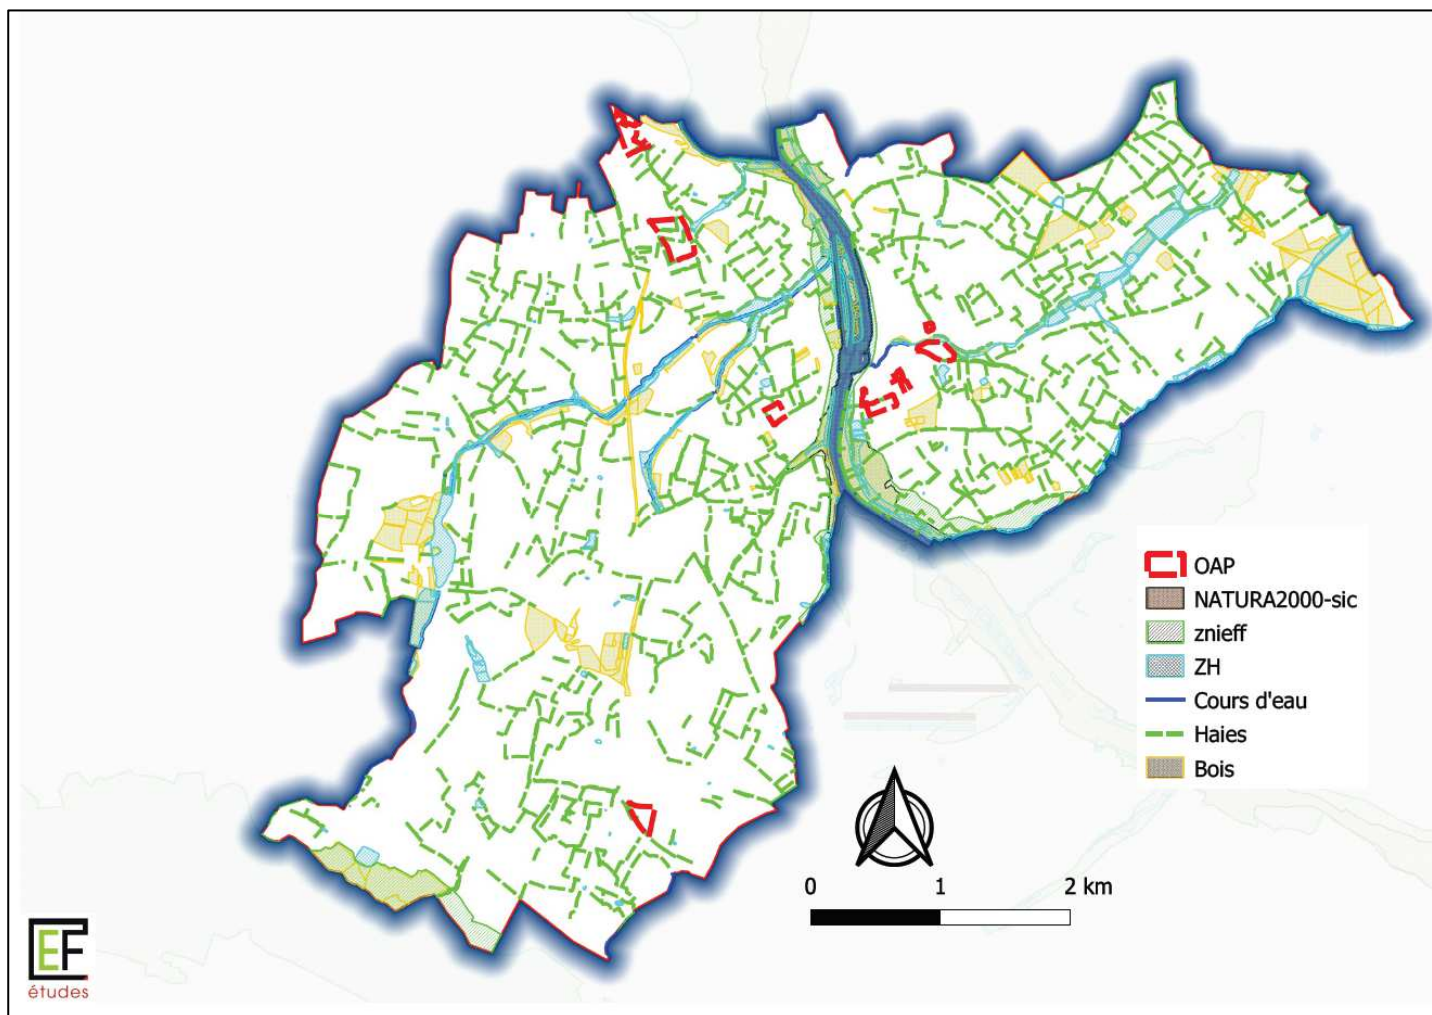 OAP
NATURA2000-sic
znieff
ZH
Cours d'eau
Haies
Bois
0 1 2 km
EF
études